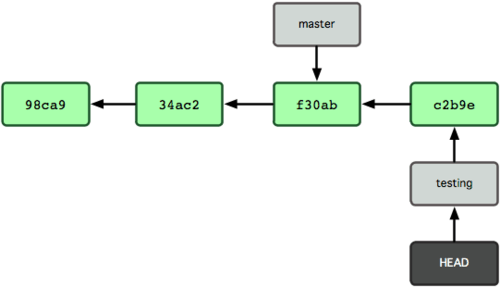 master
98ca9
34ac2
f30ab
c2b9e
testing
HEAD